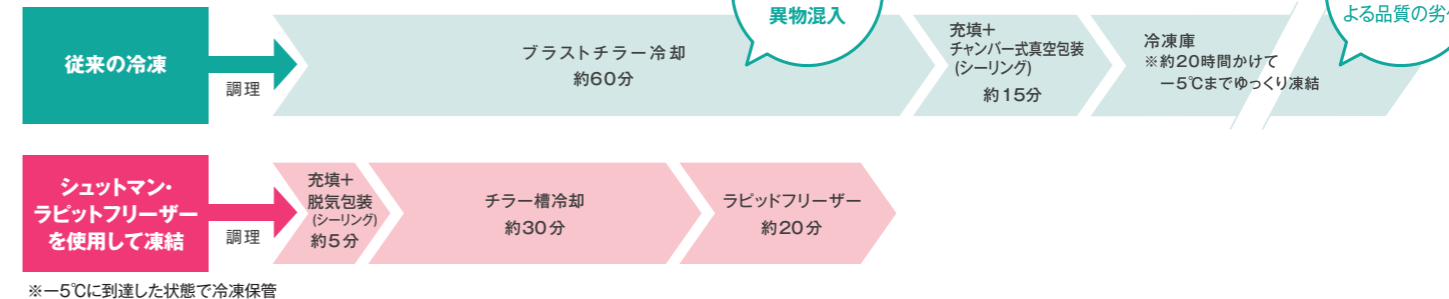 異物混入
よる品質の劣
従来の冷凍
調理
ブラストチラー冷却
約60分
充填+
チャンバー式真空包装
(シーリング)
約15分
冷凍庫
※約20時間かけて
ー5℃までゆっくり凍結
シュットマン・
ラピットフリーザー
を使用して凍結
調理
充填+
脱気包装
(シーリング)
約5分
チラー槽冷却
約30分
ラピッドフリーザー
約20分
※ー5℃に到達した状態で冷凍保管